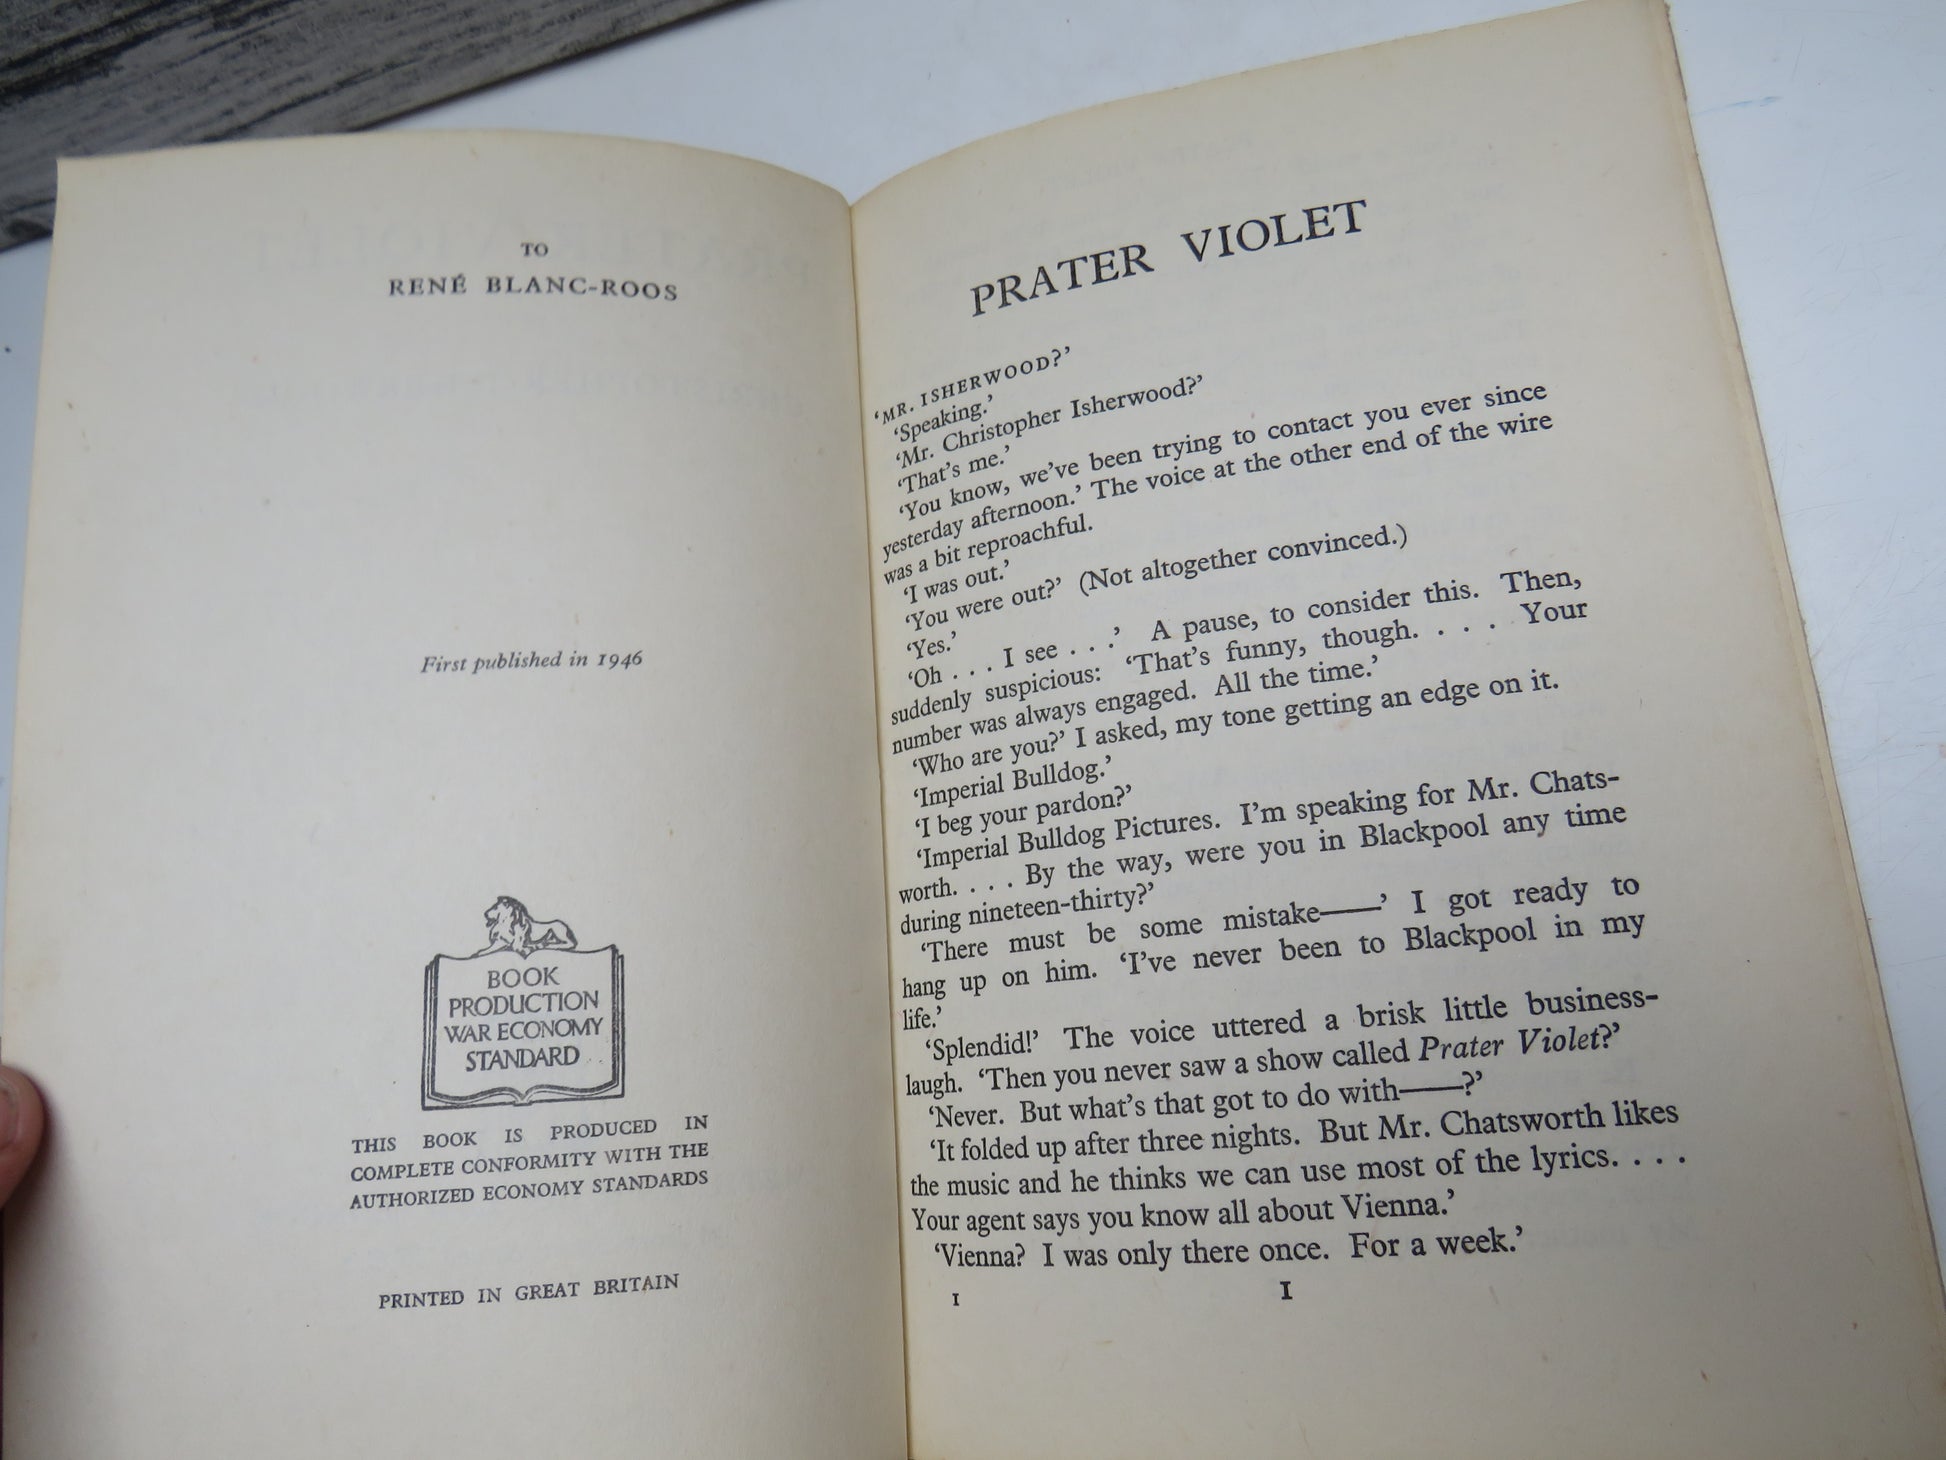 TO
RENÉ BLANC-ROOS
First published in 1946
BOOK
PRODUCTION
WAR ECONOMY
STANDARD
THIS BOOK IS PRODUCED IN
COMPLETE CONFORMITY WITH THE
AUTHORIZED ECONOMY STANDARDS
PRINTED IN GREAT BRITAIN
PRATER VIOLET
‘MR. ISHERWOOD?’
‘Speaking.’
‘Mr. Christopher Isherwood?’
‘That’s me.’
‘You know, we’ve been trying to contact you ever since
yesterday afternoon.’ The voice at the other end of the wire
was a bit reproachful.
‘I was out.’
‘You were out?’ (Not altogether convinced.)
‘Yes.’
‘Oh . . . I see . . .’ A pause, to consider this. Then,
suddenly suspicious: ‘That’s funny, though. . . . Your
number was always engaged. All the time.’
‘Who are you?’ I asked, my tone getting an edge on it.
‘Imperial Bulldog.’
‘I beg your pardon?’
‘Imperial Bulldog Pictures. I’m speaking for Mr. Chats-
worth. . . . By the way, were you in Blackpool any time
during nineteen-thirty?’
‘There must be some mistake——’ I got ready to
hang up on him. ‘I’ve never been to Blackpool in my
life.’
‘Splendid!’ The voice uttered a brisk little business-
laugh. ‘Then you never saw a show called Prater Violet?’
‘Never. But what’s that got to do with——?’
‘It folded up after three nights. But Mr. Chatsworth likes
the music and he thinks we can use most of the lyrics. . . .
Your agent says you know all about Vienna.’
‘Vienna? I was only there once. For a week.’
1 1